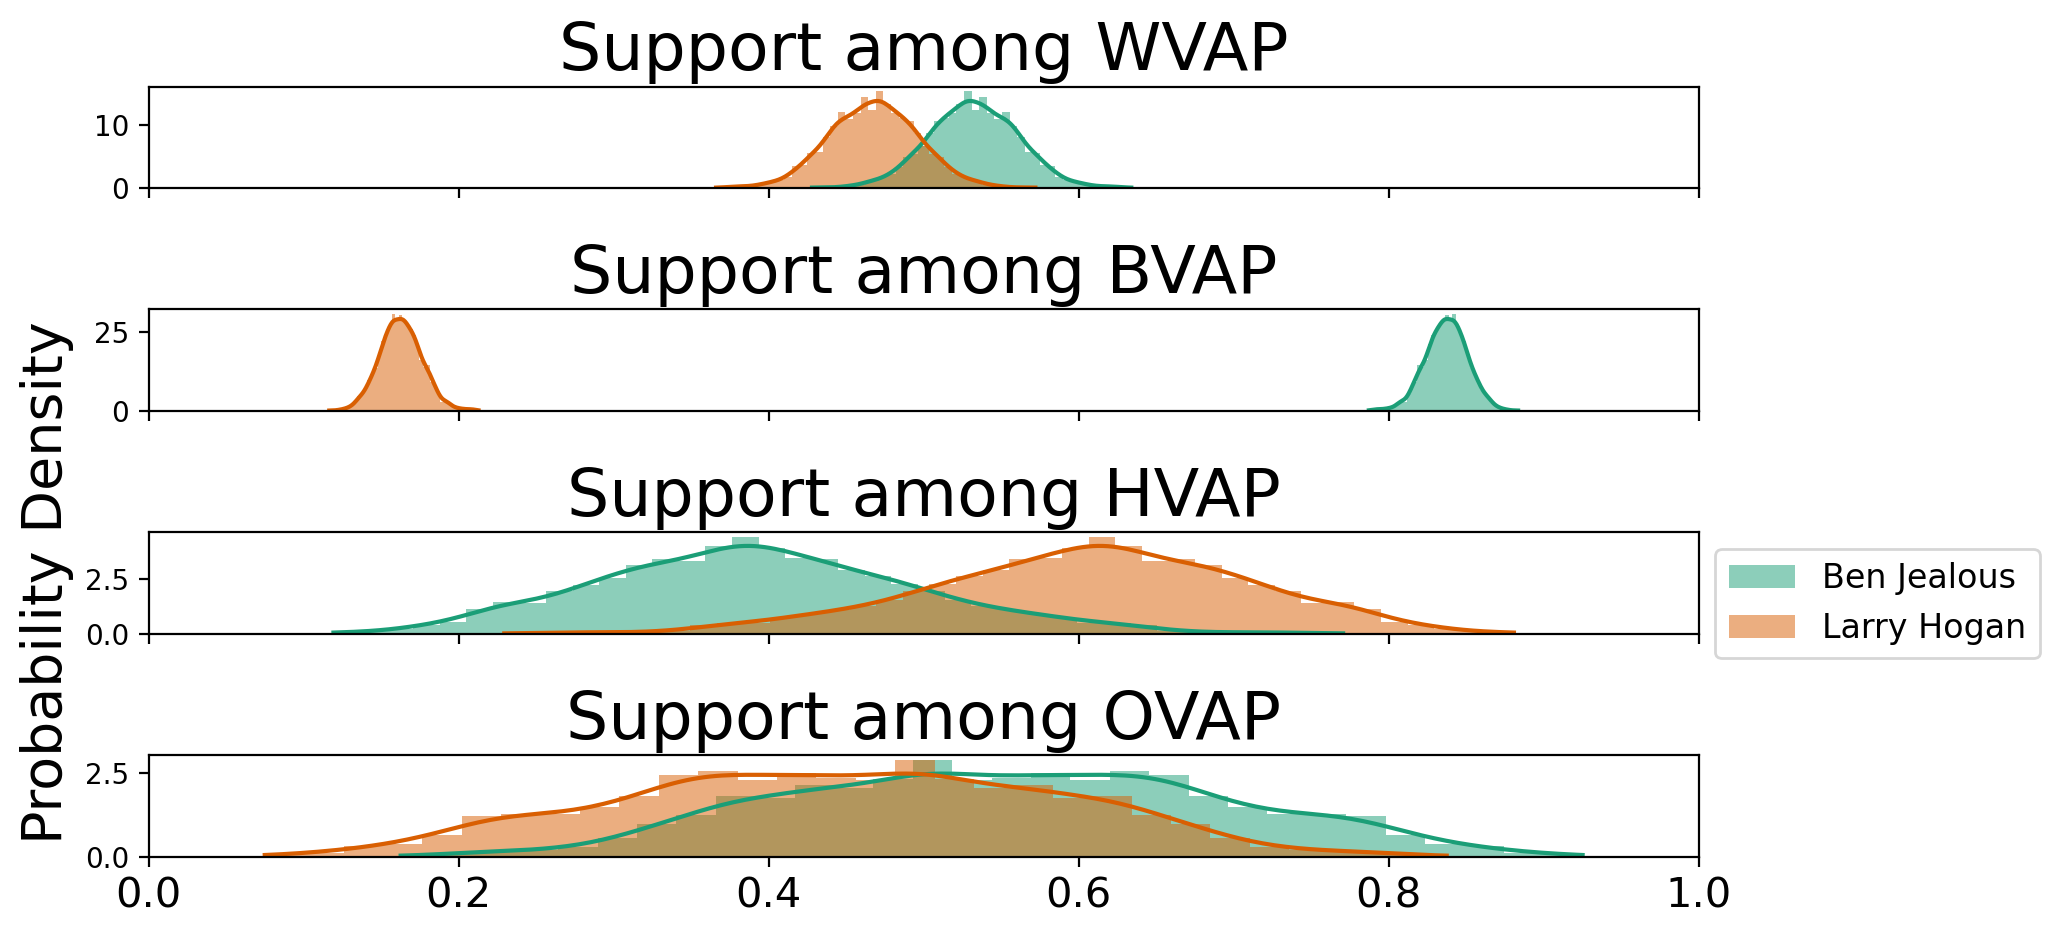 Support among WVAP
10
0
Support among BVAP
25
0
Probability Density
Support among HVAP
2.5
0.0
Ben Jealous
Larry Hogan
Support among OVAP
2.5
0.0
0.0 0.2 0.4 0.6 0.8 1.0